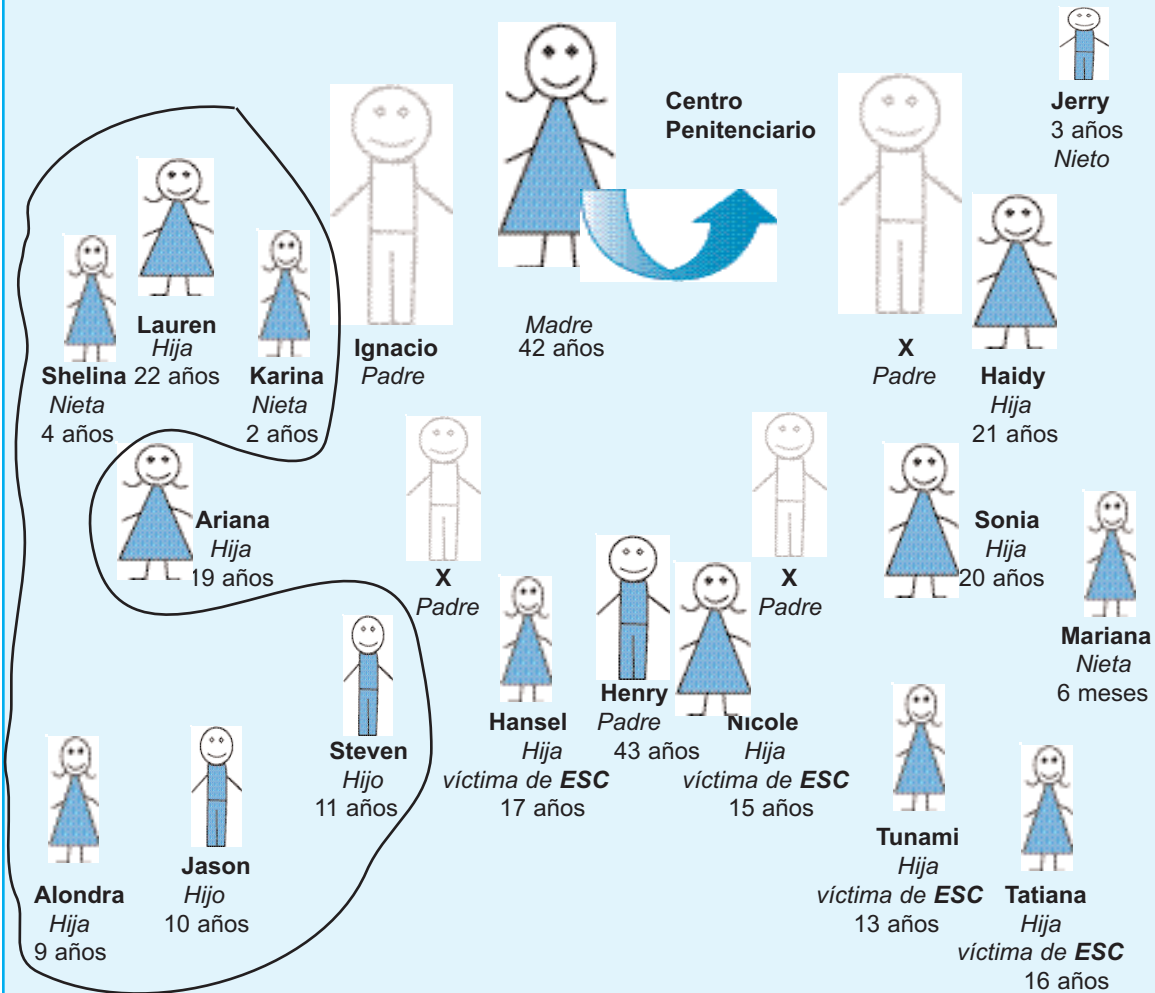 Centro
Penitenciario
Jerry
3 años
Nieto
Lauren
Hija
22 años
Shelina
Nieta
4 años
Karina
Nieta
2 años
Ignacio
Padre
Madre
42 años
X
Padre
Haidy
Hija
21 años
Ariana
Hija
19 años
X
Padre
X
Padre
Sonia
Hija
20 años
Mariana
Nieta
6 meses
Steven
Hijo
11 años
Hansel
Hija
víctima de ESC
17 años
Henry
Padre
43 años
Nicole
Hija
víctima de ESC
15 años
Tunami
Hija
víctima de ESC
13 años
Tatiana
Hija
víctima de ESC
16 años
Alondra
Hija
9 años
Jason
Hijo
10 años